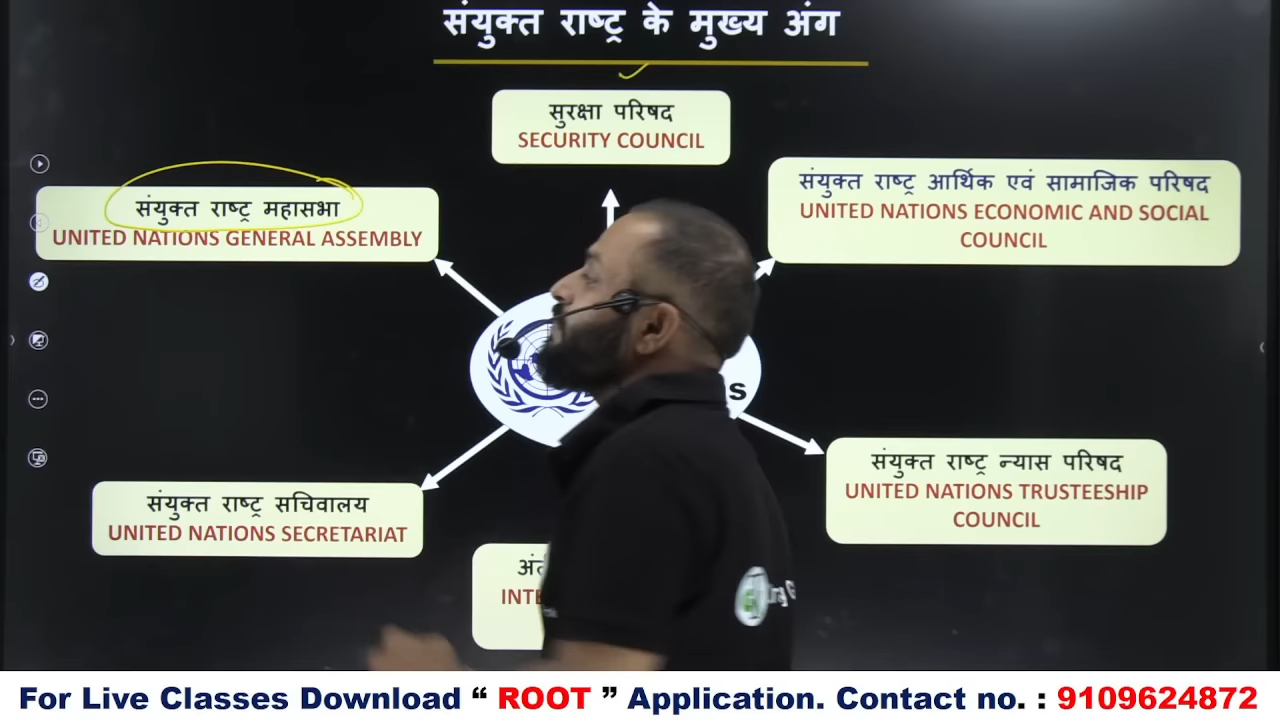 संयुक्त राष्ट्र के मुख्य अंग
सुरक्षा परिषद
SECURITY COUNCIL
संयुक्त राष्ट्र महासभा
UNITED NATIONS GENERAL ASSEMBLY
संयुक्त राष्ट्र आर्थिक एवं सामाजिक परिषद
UNITED NATIONS ECONOMIC AND SOCIAL
COUNCIL
संयुक्त राष्ट्र न्यास परिषद
UNITED NATIONS TRUSTEESHIP
COUNCIL
संयुक्त राष्ट्र सचिवालय
UNITED NATIONS SECRETARIAT
For Live Classes Download “ ROOT ” Application. Contact no. : 9109624872